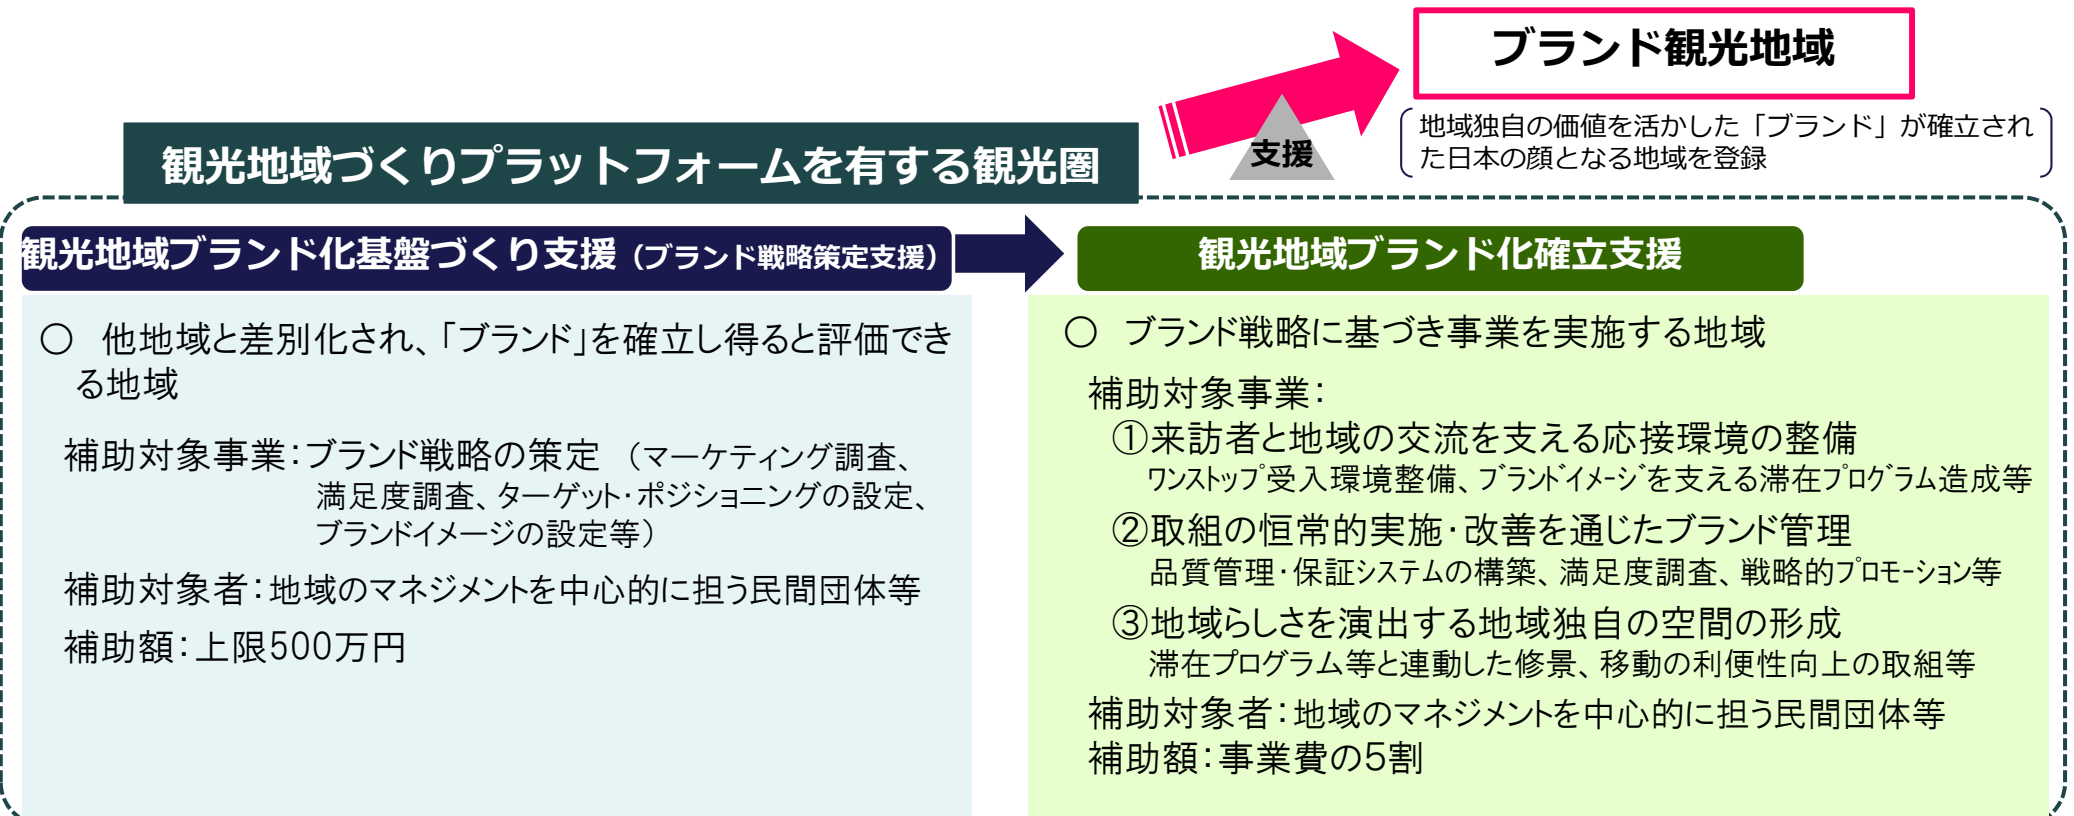 ブランド観光地域
地域独自の価値を活かした「ブランド」が確立され
た日本の顔となる地域を登録
支援
観光地域づくりプラットフォームを有する観光圏
観光地域ブランド化基盤づくり支援（ブランド戦略策定支援）
○　他地域と差別化され、「ブランド」を確立し得ると評価でき
る地域
補助対象事業：ブランド戦略の策定　（マーケティング調査、
満足度調査、ターゲット・ポジショニングの設定、
ブランドイメージの設定等）
補助対象者：地域のマネジメントを中心的に担う民間団体等
補助額：上限500万円
観光地域ブランド化確立支援
○　ブランド戦略に基づき事業を実施する地域
補助対象事業：
①来訪者と地域の交流を支える応接環境の整備
ﾜﾝｽﾄｯﾌﾟ受入環境整備、ﾌﾞﾗﾝﾄﾞｲﾒｰｼﾞを支える滞在ﾌﾟﾛｸﾞﾗﾑ造成等
②取組の恒常的実施・改善を通じたブランド管理
品質管理・保証ｼｽﾃﾑの構築、満足度調査、戦略的ﾌﾟﾛﾓｰｼｮﾝ等
③地域らしさを演出する地域独自の空間の形成
滞在プログラム等と連動した修景、移動の利便性向上の取組等
補助対象者：地域のマネジメントを中心的に担う民間団体等
補助額：事業費の5割